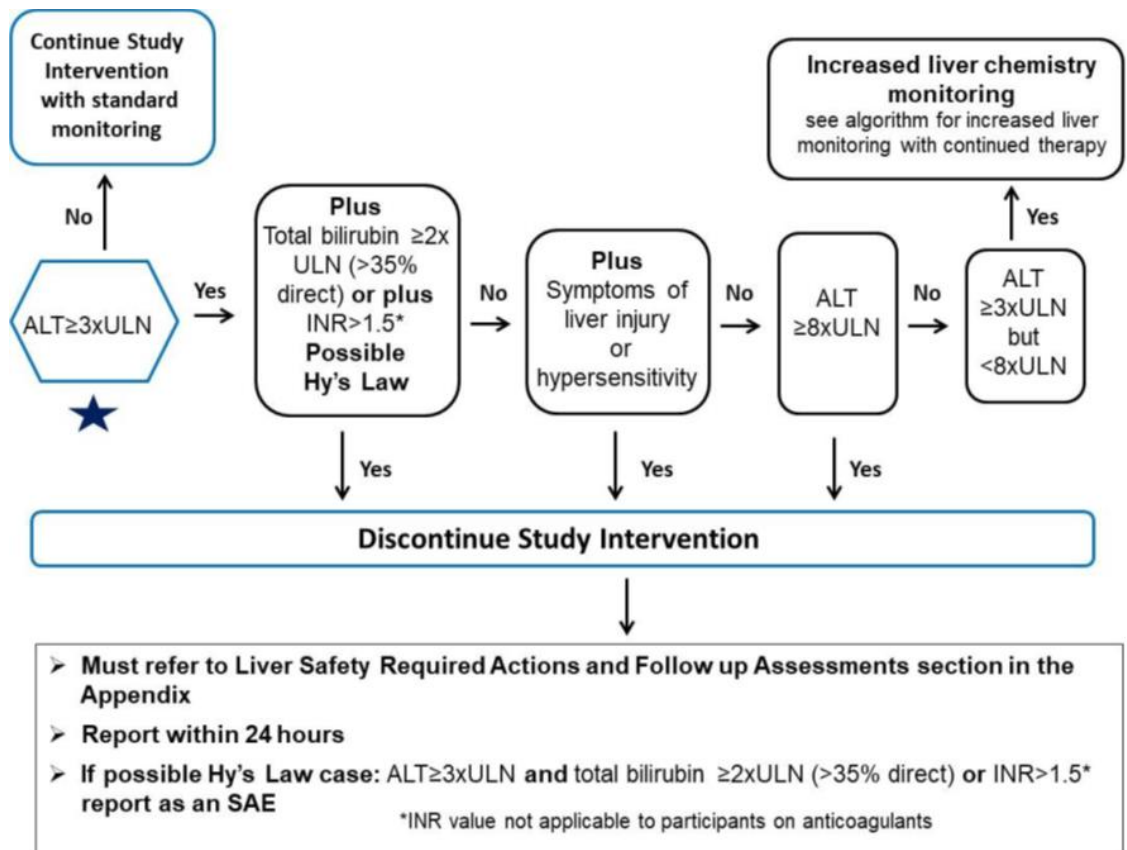 Continue Study
Intervention
with standard
monitoring
Increased liver chemistry
monitoring
see algorithm for increased liver
monitoring with continued therapy
No
Yes
ALT≥3xULN
Yes
Plus
Total bilirubin ≥2x
ULN (>35%
direct) or plus
INR>1.5*
Possible
Hy's Law
No
Plus
Symptoms of
liver injury
or
hypersensitivity
No
ALT
≥8xULN
No
ALT
≥3xULN
but
<8xULN
Yes
Yes
Yes
Discontinue Study Intervention
➢ Must refer to Liver Safety Required Actions and Follow up Assessments section in the
Appendix
➢ Report within 24 hours
➢ If possible Hy's Law case: ALT≥3xULN and total bilirubin ≥2xULN (>35% direct) or INR>1.5*
report as an SAE
*INR value not applicable to participants on anticoagulants